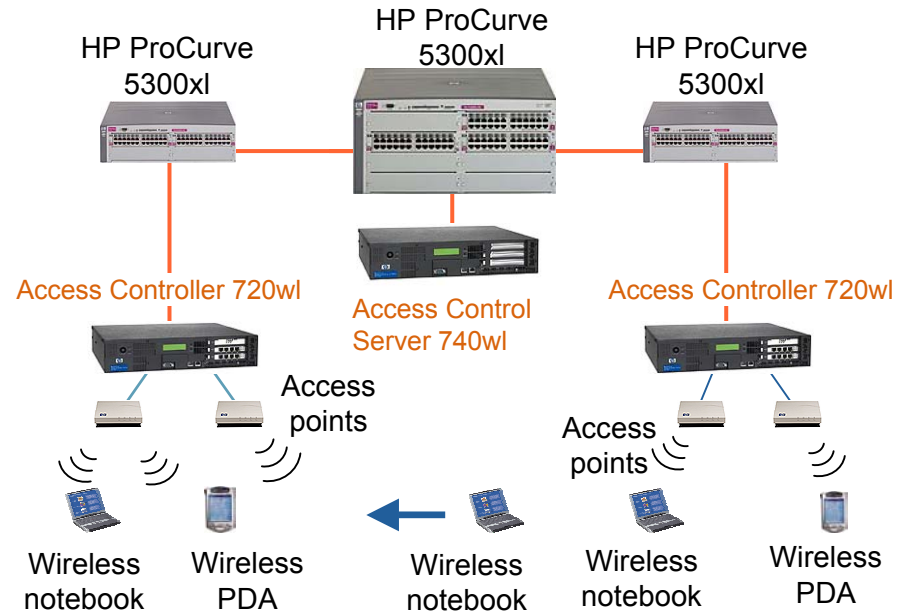 HP ProCurve
5300xl
HP ProCurve
5300xl
HP ProCurve
5300xl
Access Controller 720wl
Access Control
Server 740wl
Access Controller 720wl
Access
points
Access
points
Wireless
notebook
Wireless
PDA
Wireless
notebook
Wireless
notebook
Wireless
PDA